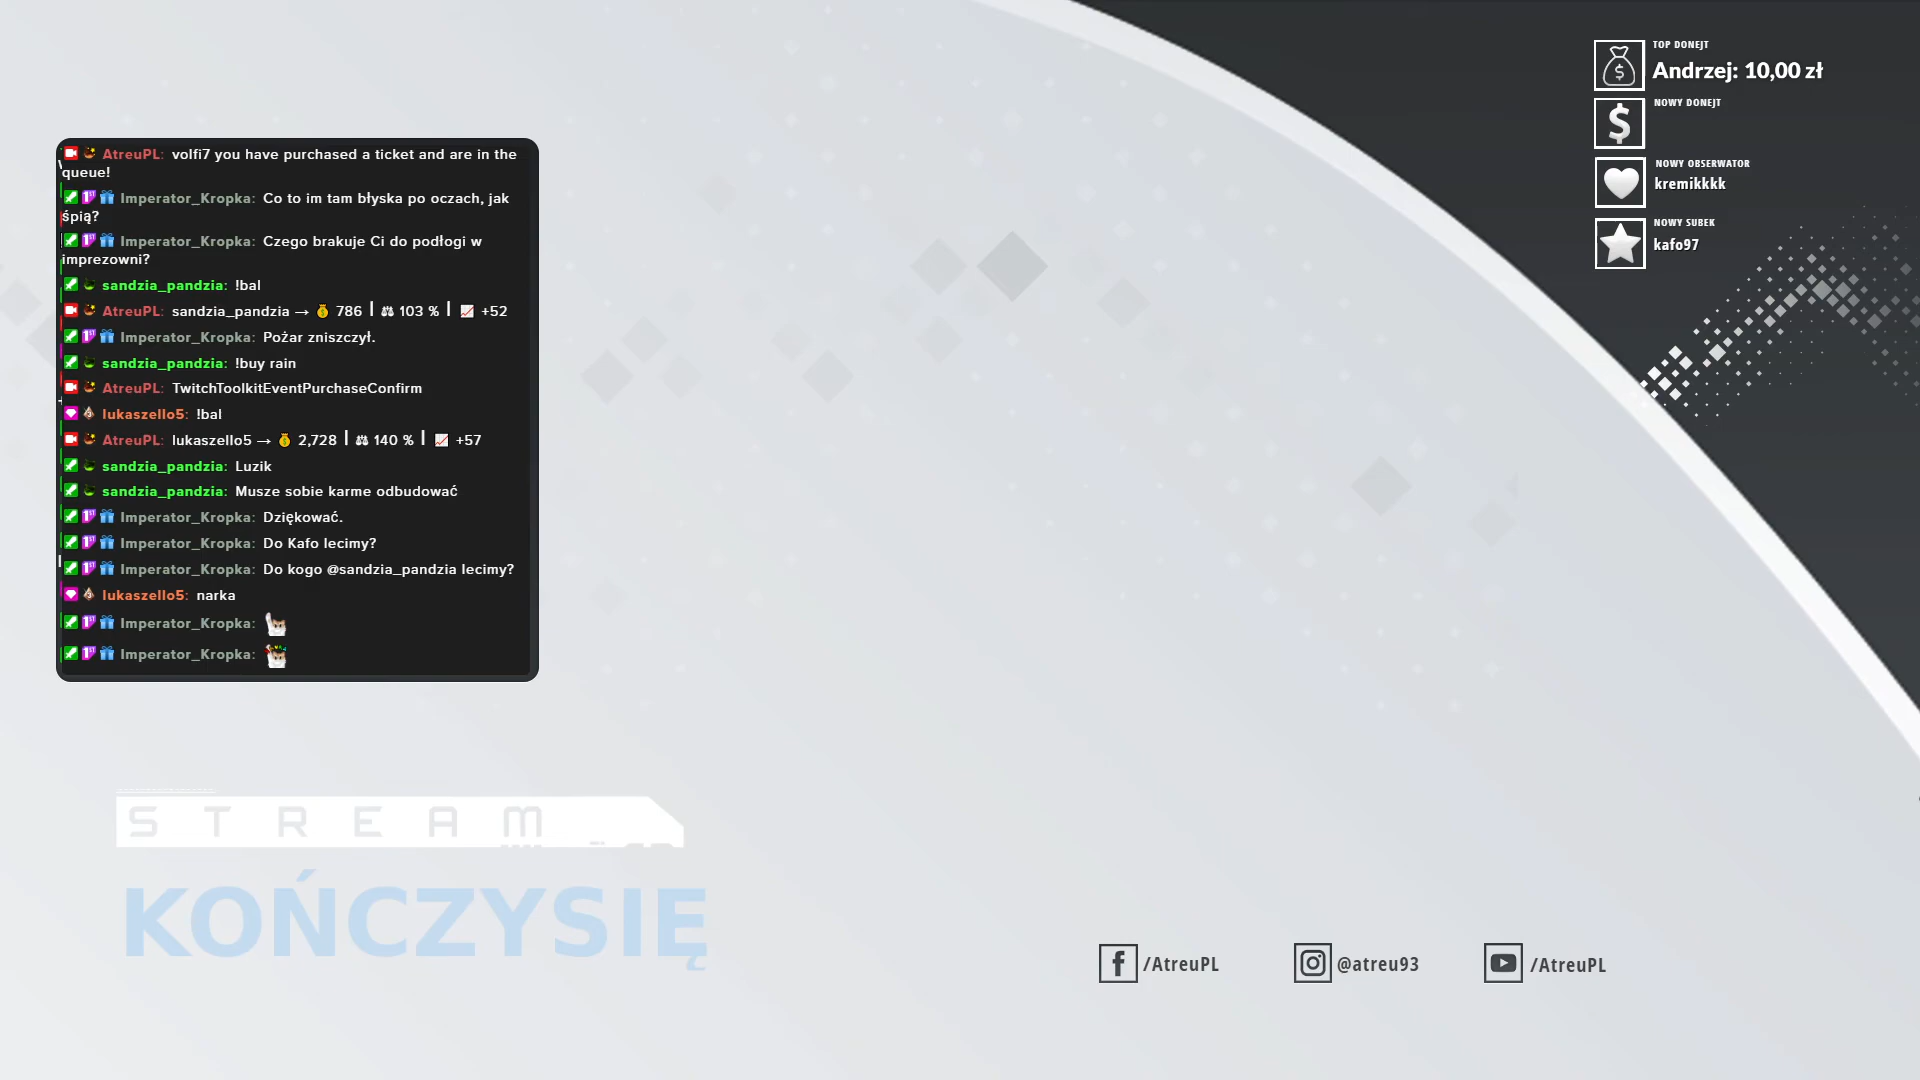 TOP DONEJT
Andrzej: 10,00 zł
NOWY DONEJT
NOWY OBSERWATOR
kremikkkk
NOWY SUBEK
kafo97
AtreuPL: volfi7 you have purchased a ticket and are in the
queue!
Imperator_Kropka: Co to im tam błyska po oczach, jak
śpią?
Imperator_Kropka: Czego brakuje Ci do podłogi w
imprezowni?
sandzia_pandzia: !bal
AtreuPL: sandzia_pandzia → 💰 786 | ⚖ 103 % | 📈 +52
Imperator_Kropka: Pożar zniszczył.
sandzia_pandzia: !buy rain
AtreuPL: TwitchToolkitEventPurchaseConfirm
lukaszello5: !bal
AtreuPL: lukaszello5 → 💰 2,728 | ⚖ 140 % | 📈 +57
sandzia_pandzia: Luzik
sandzia_pandzia: Musze sobie karme odbudować
Imperator_Kropka: Dziękować.
Imperator_Kropka: Do Kafo lecimy?
Imperator_Kropka: Do kogo @sandzia_pandzia lecimy?
lukaszello5: narka
Imperator_Kropka:
Imperator_Kropka:
STREAM
KOŃCZYSIĘ
/AtreuPL
@atreu93
/AtreuPL